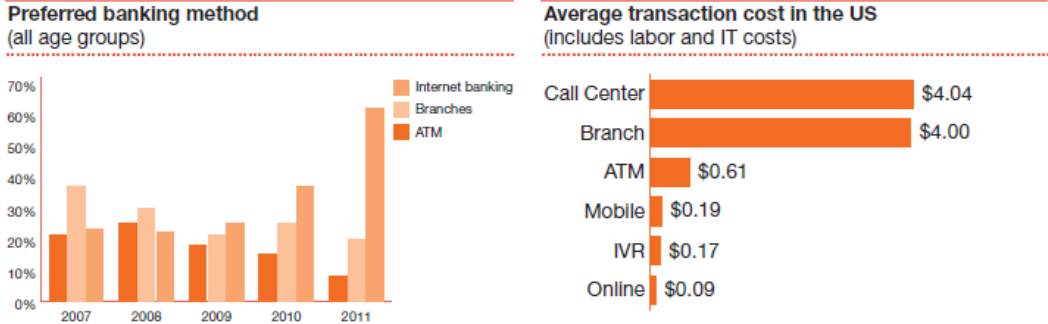 Preferred banking method
(all age groups)
70%
60%
50%
40%
30%
20%
10%
0%
2007 2008 2009 2010 2011
Internet banking
Branches
ATM
Average transaction cost in the US
(includes labor and IT costs)
Call Center $4.04
Branch $4.00
ATM $0.61
Mobile $0.19
IVR $0.17
Online $0.09